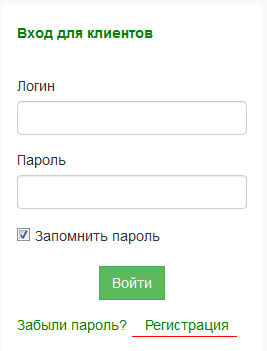 Вход для клиентов
Логин
Пароль
Запомнить пароль
Войти
Забыли пароль? Регистрация